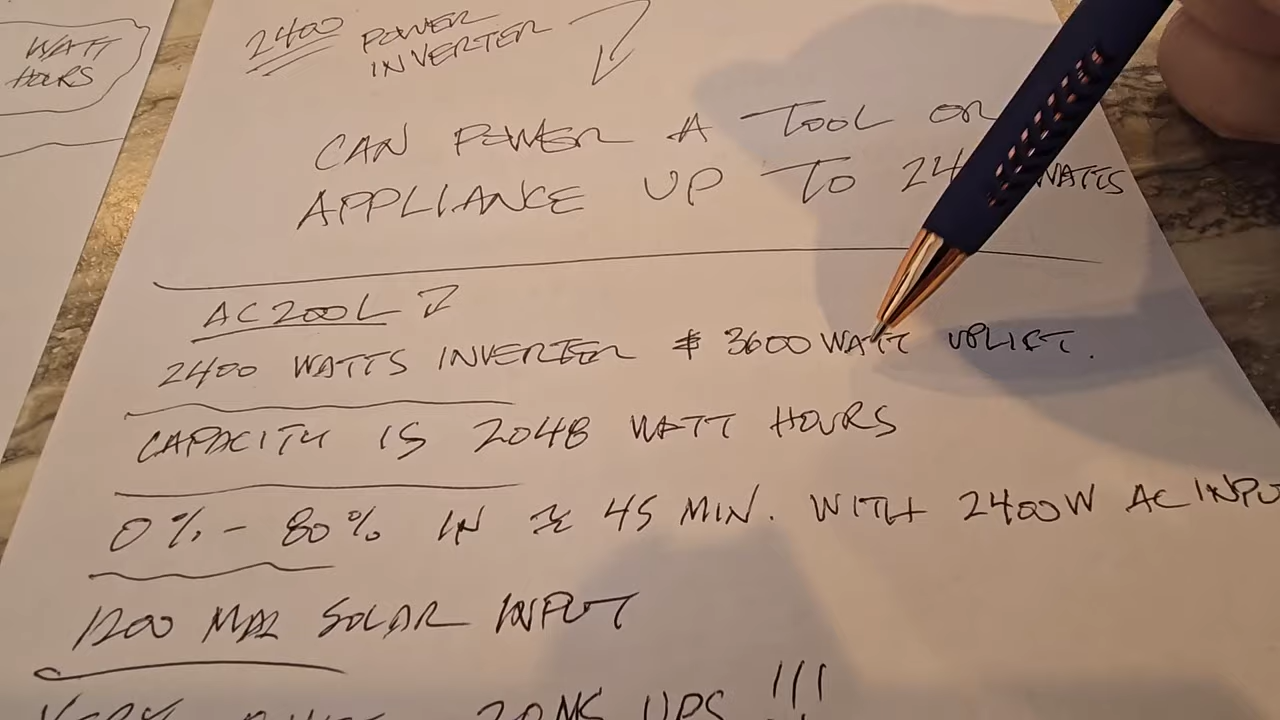 WATT
HOURS
2400 POWER
INVERTER
CAN POWER A TOOL OR
APPLIANCE UP TO 24 WATTS
AC200L
2400 WATTS INVERTER & 3600 WATT UPLIFT.
CAPACITY IS 2048 WATT HOURS
0% - 80% IN ≈ 45 MIN. WITH 2400W AC INPU
1200 MAX SOLAR INPUT
VERY 20MS UPS !!!